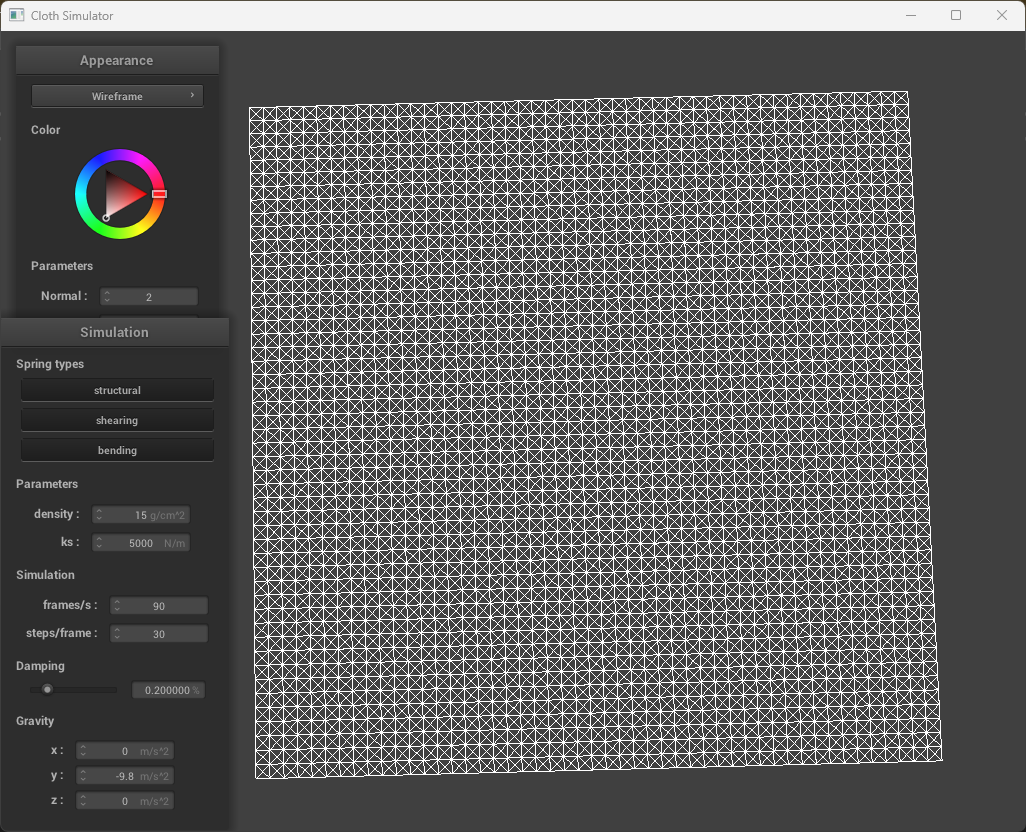 Cloth Simulator
Appearance
Wireframe
Color
Parameters
Normal : 2
Simulation
Spring types
structural
shearing
bending
Parameters
density : 15 g/cm^2
ks : 5000 N/m
Simulation
frames/s : 90
steps/frame : 30
Damping
0.200000 %
Gravity
x : 0 m/s^2
y : -9.8 m/s^2
z : 0 m/s^2